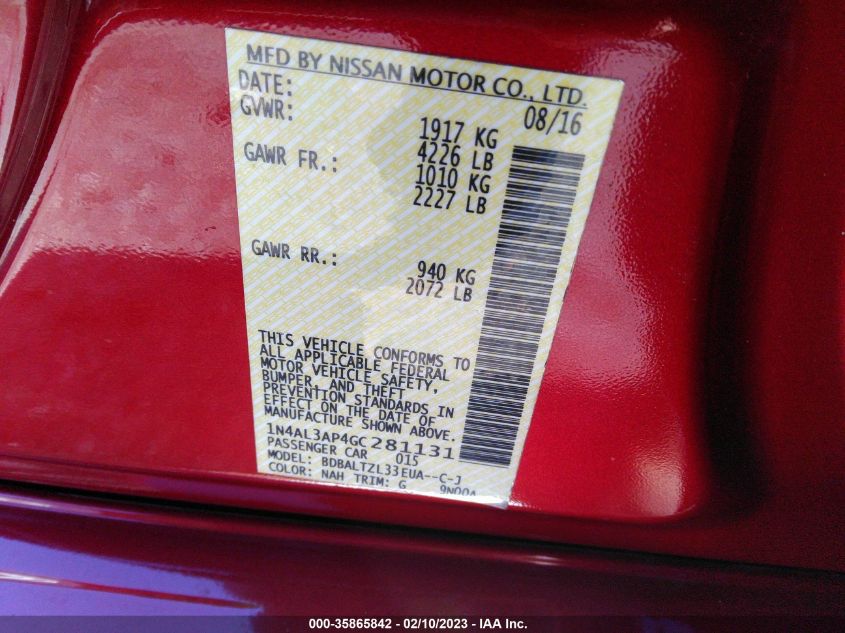 MFD BY NISSAN MOTOR CO., LTD.
DATE: 08/16
GVWR: 1917 KG
4226 LB
GAWR FR.: 1010 KG
2227 LB
GAWR RR.: 940 KG
2072 LB
THIS VEHICLE CONFORMS TO
ALL APPLICABLE FEDERAL
MOTOR VEHICLE SAFETY,
BUMPER, AND THEFT
PREVENTION STANDARDS IN
EFFECT ON THE DATE OF
MANUFACTURE SHOWN ABOVE.
1N4AL3AP4GC281131
PASSENGER CAR 015
MODEL: BDBALTZL33EUA--C-J
COLOR: NAH TRIM: G
000-35865842 - 02/10/2023 - IAA Inc.